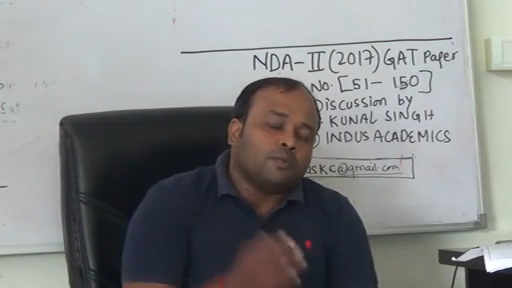 NDA-II (2017) GAT Paper
No. [51- 150]
Discussion by
KUNAL SINGH
INDUS ACADEMICS
@gmail.com